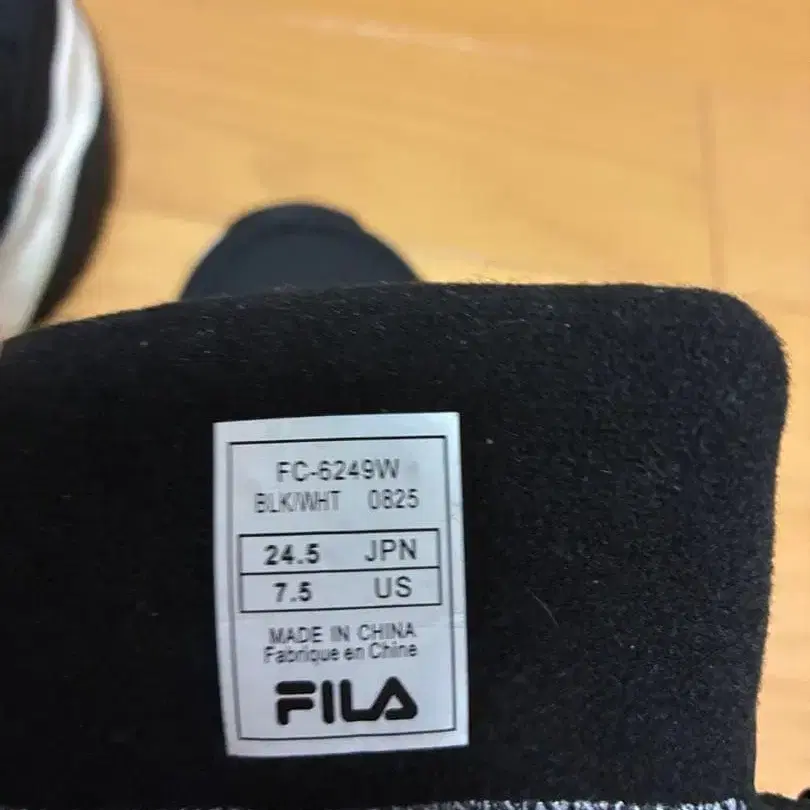 FC-6249W
BLK/WHT 0825
24.5 JPN
7.5 US
MADE IN CHINA
Fabrique en Chine
FILA